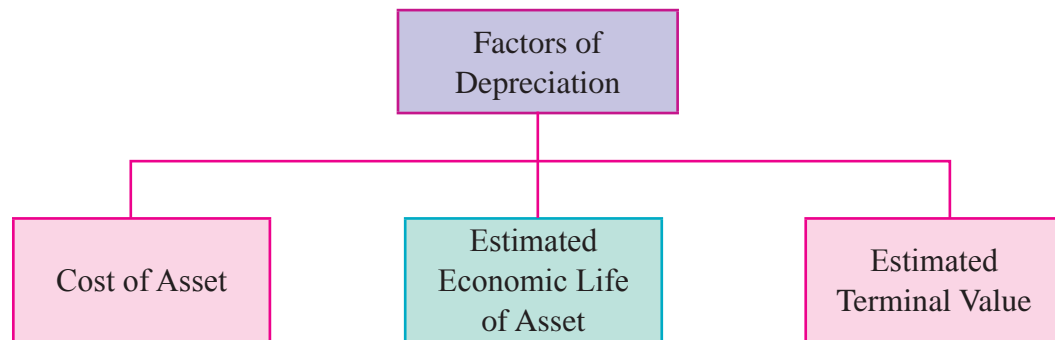 Factors of
Depreciation
Cost of Asset
Estimated
Economic Life
of Asset
Estimated
Terminal Value